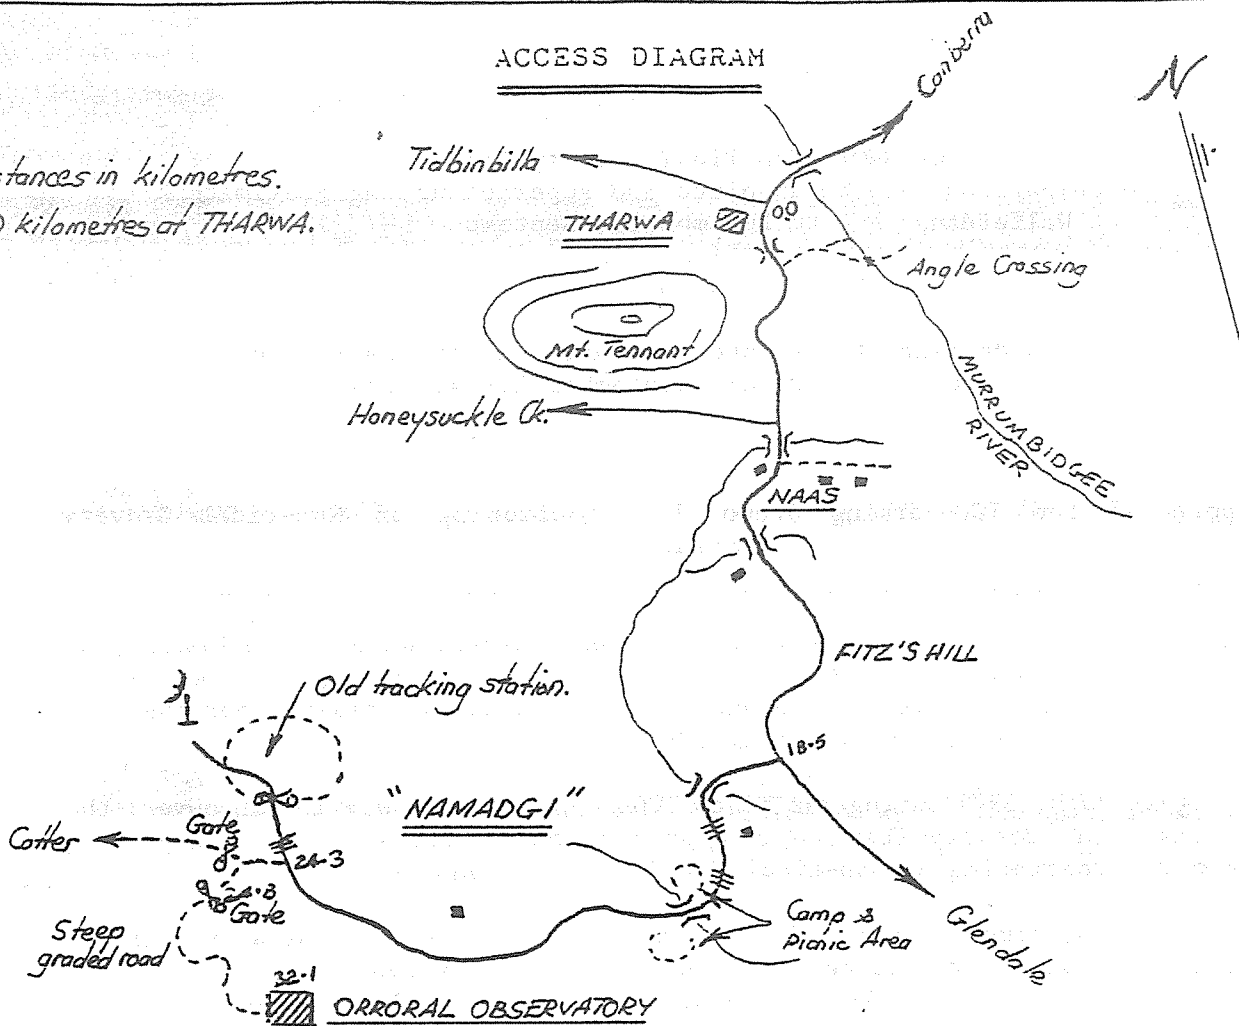 ACCESS DIAGRAM
N
Canberra
Tidbinbilla
stances in kilometres.
kilometres at THARWA.
THARWA
Angle Crossing
Mt. Tennant
Honeysuckle Ck.
MURRUMBIDGEE
RIVER
NAAS
FITZ'S HILL
Old tracking station.
18.5
"NAMADGI"
Gate
Cotter
24.3
Gate
Camp &
Picnic Area
Glendale
Steep
graded road
32.1
ORRORAL OBSERVATORY